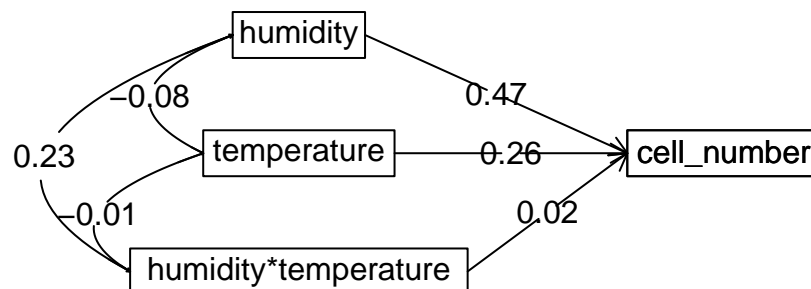 humidity
−0.08
0.47
0.23
temperature
0.26
cell_number
−0.01
0.02
humidity*temperature